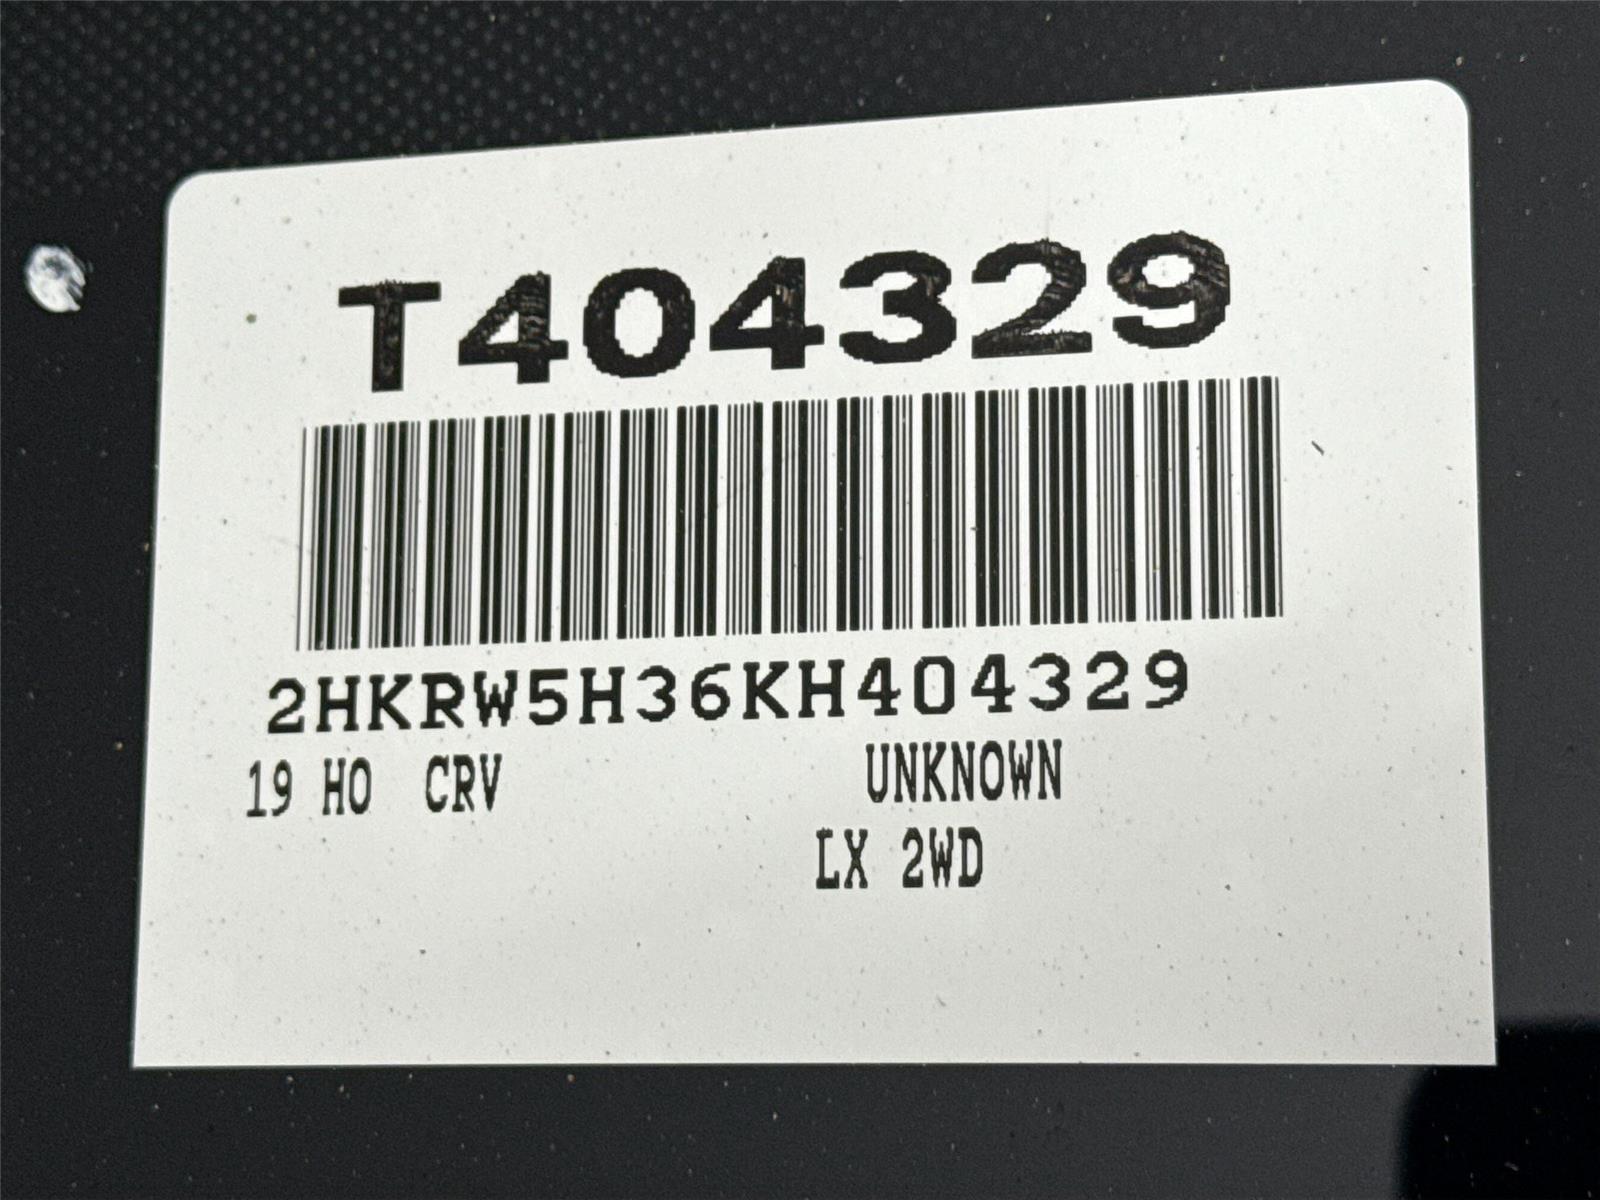 T404329
2HKRW5H36KH404329
19 HO CRV UNKNOWN
LX 2WD